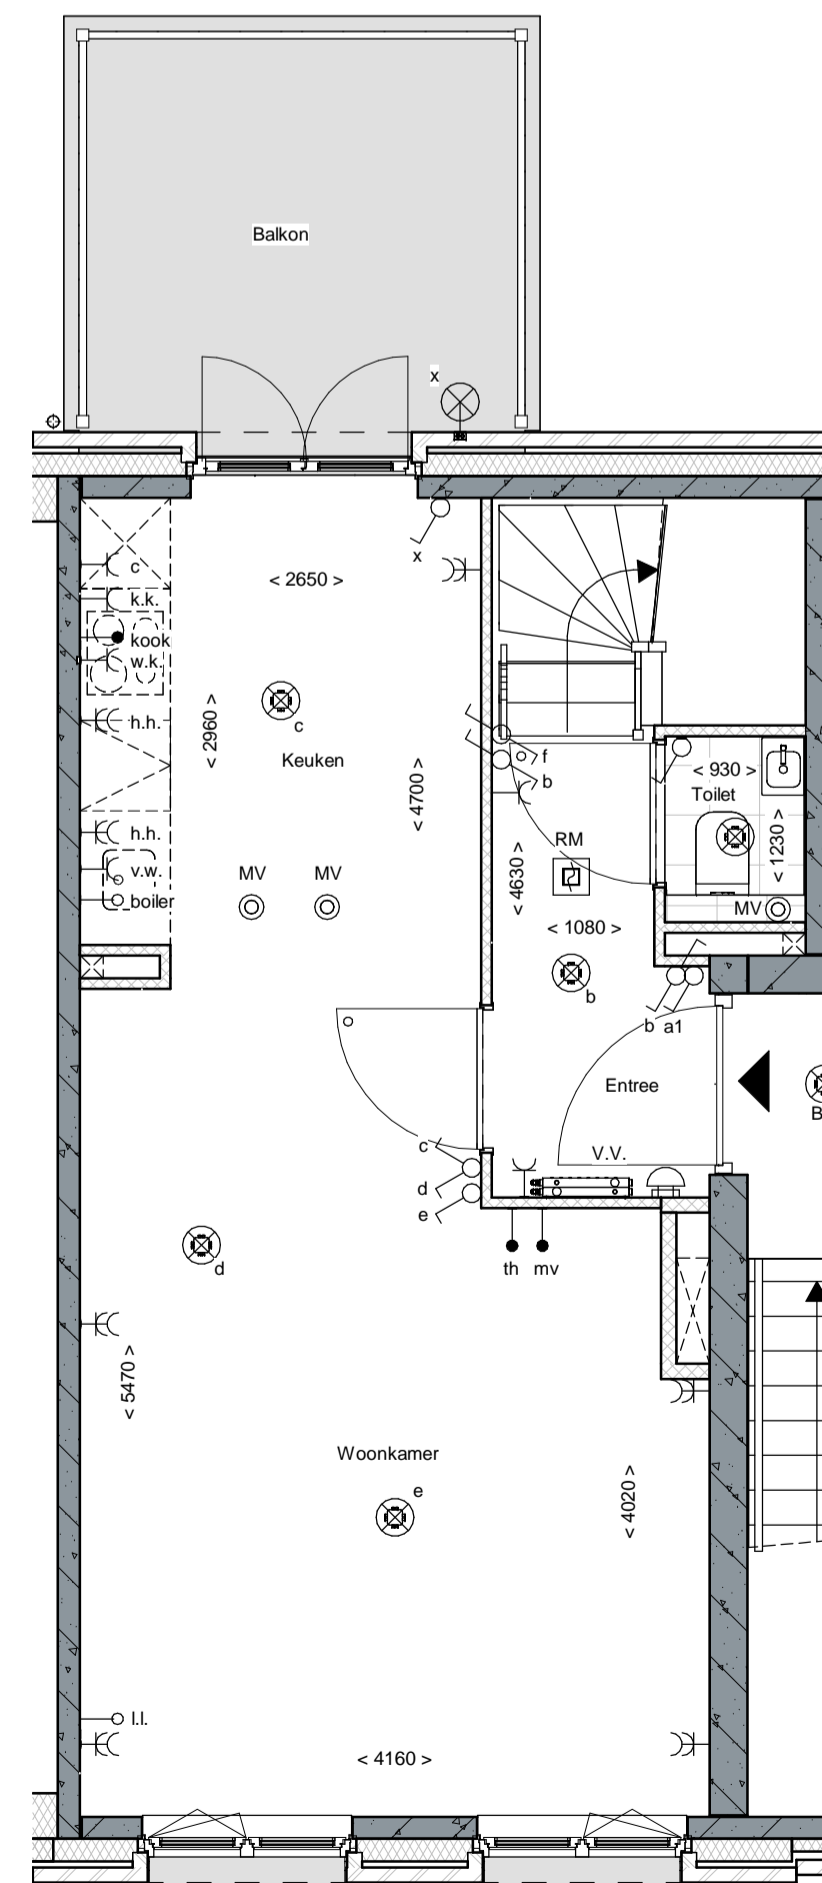 Balkon
x
x
c
< 2650 >
k.k.
kook
w.k.
c
h.h.
< 2960 >
Keuken
f
b
< 4700 >
< 930 >
Toilet
h.h.
RM
< 1230 >
v.w.
MV
MV
< 4630 >
boiler
MV
< 1080 >
b
b
a1
Entree
B
c
V.V.
d
e
d
th
mv
< 5470 >
Woonkamer
e
< 4020 >
l.l.
< 4160 >